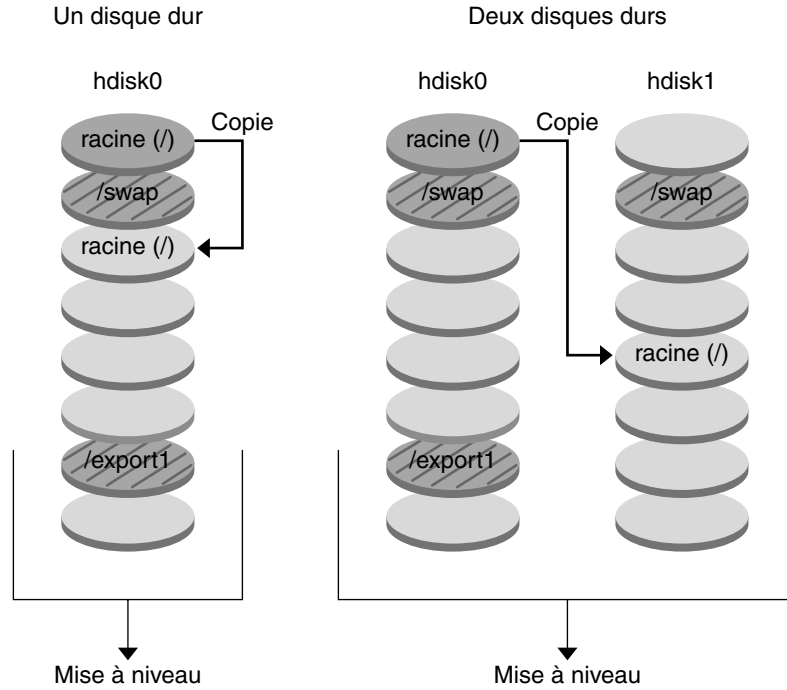 Un disque dur
hdisk0
racine (/)
Copie
/swap
racine (/)
/export1
Mise à niveau
Deux disques durs
hdisk0
hdisk1
racine (/)
Copie
/swap
/swap
racine (/)
/export1
Mise à niveau